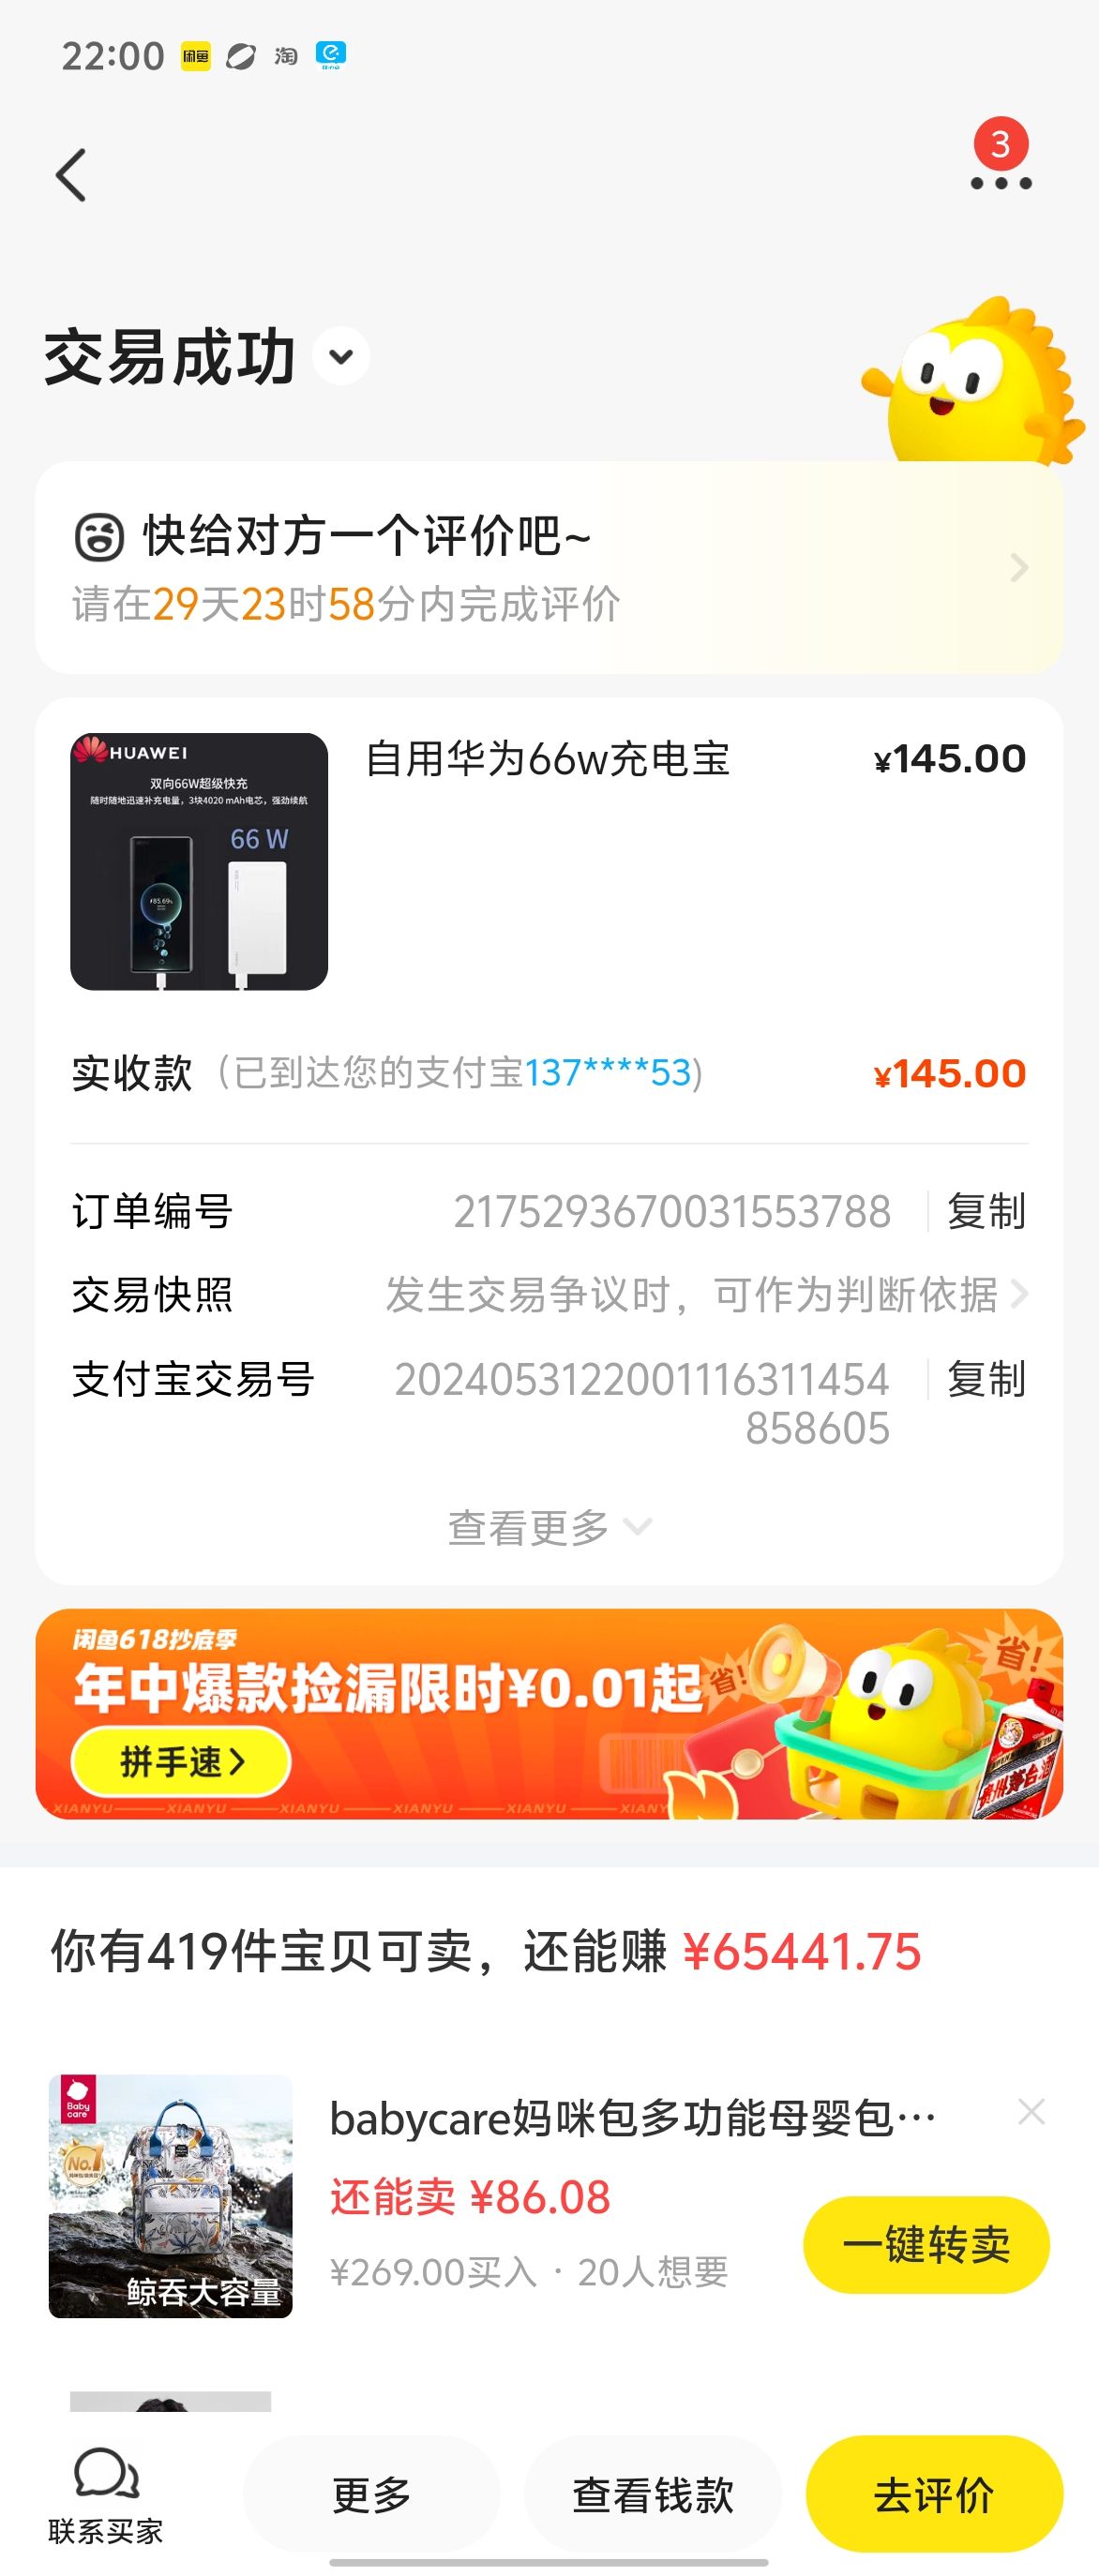 22:00 闲鱼 淘
3
交易成功
快给对方一个评价吧~
请在29天23时58分内完成评价
HUAWEI
双向66W超级快充
随时随地迅速补充电量，3块4020 mAh电芯，强劲续航
66 W
自用华为66w充电宝
¥145.00
实收款（已到达您的支付宝137****53)
¥145.00
订单编号 2175293670031553788 复制
交易快照 发生交易争议时，可作为判断依据
支付宝交易号 2024053122001116311454 复制
858605
查看更多
闲鱼618抄底季
年中爆款捡漏限时¥0.01起
省!
省!
拼手速
贵州茅台酒
XIANYU XIANYU XIANYU XIANYU XIANYU XIANY
你有419件宝贝可卖，还能赚 ¥65441.75
Baby
care
No.1
鲸吞大容量
babycare妈咪包多功能母婴包…
还能卖 ¥86.08
¥269.00买入 · 20人想要
一键转卖
联系买家
更多
查看钱款
去评价